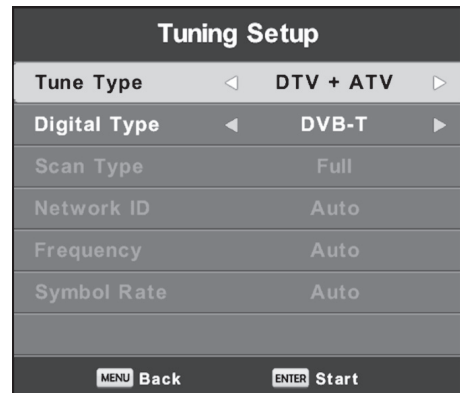 Tuning Setup
Tune Type DTV + ATV
Digital Type DVB-T
Scan Type Full
Network ID Auto
Frequency Auto
Symbol Rate Auto
MENU Back ENTER Start